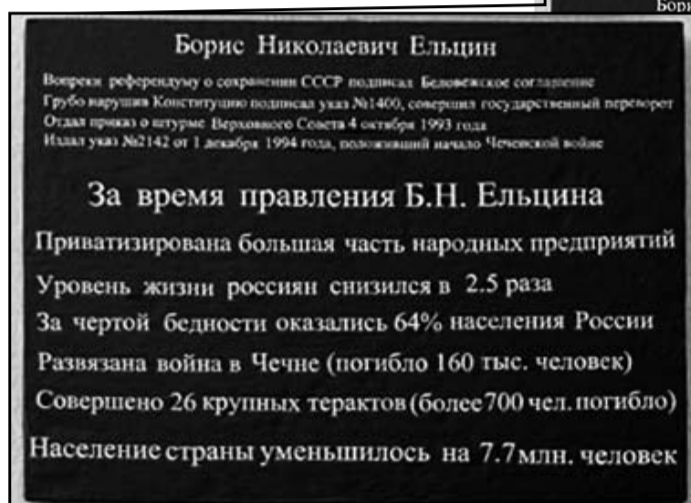 Бори
Борис Николаевич Ельцин
Вопреки референдуму о сохранении СССР подписал Беловежское соглашение
Грубо нарушив Конституцию подписал указ №1400, совершил государственный переворот
Отдал приказ о штурме Верховного Совета 4 октября 1993 года
Издал указ №2142 от 1 декабря 1994 года, положивший начало Чеченской войне
За время правления Б.Н. Ельцина
Приватизирована большая часть народных предприятий
Уровень жизни россиян снизился в 2.5 раза
За чертой бедности оказались 64% населения России
Развязана война в Чечне (погибло 160 тыс. человек)
Совершено 26 крупных терактов (более 700 чел. погибло)
Население страны уменьшилось на 7.7 млн. человек